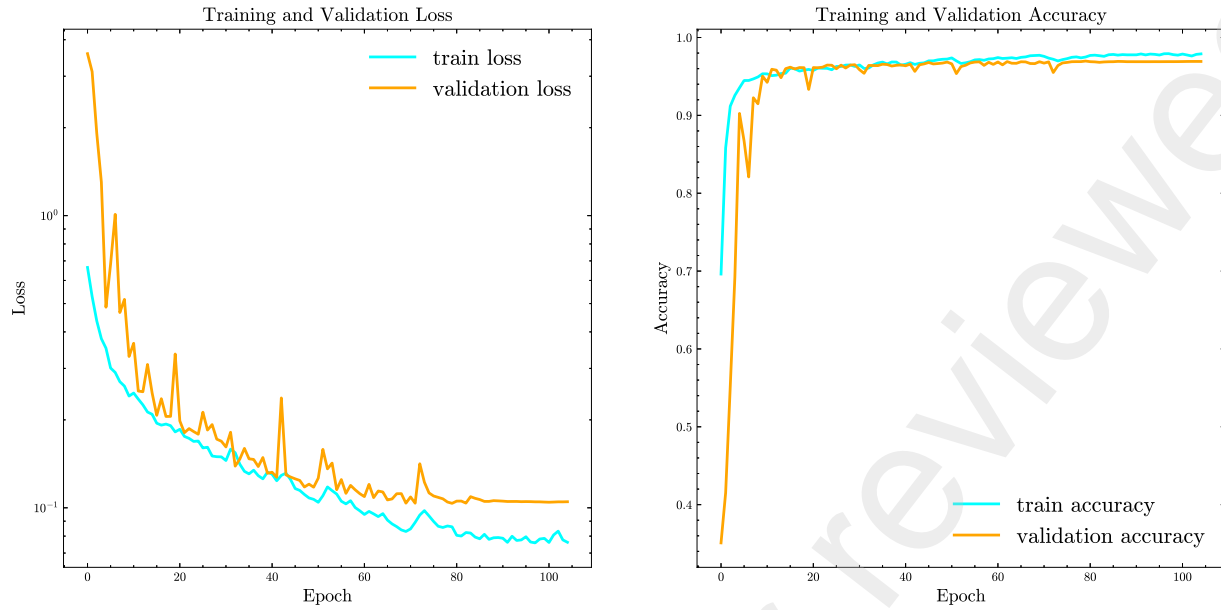 Training and Validation Loss
train loss
validation loss
10⁰
10⁻¹
Loss
0 20 40 60 80 100
Epoch
Training and Validation Accuracy
1.0
0.9
0.8
0.7
0.6
0.5
0.4
Accuracy
train accuracy
validation accuracy
0 20 40 60 80 100
Epoch
reviewe